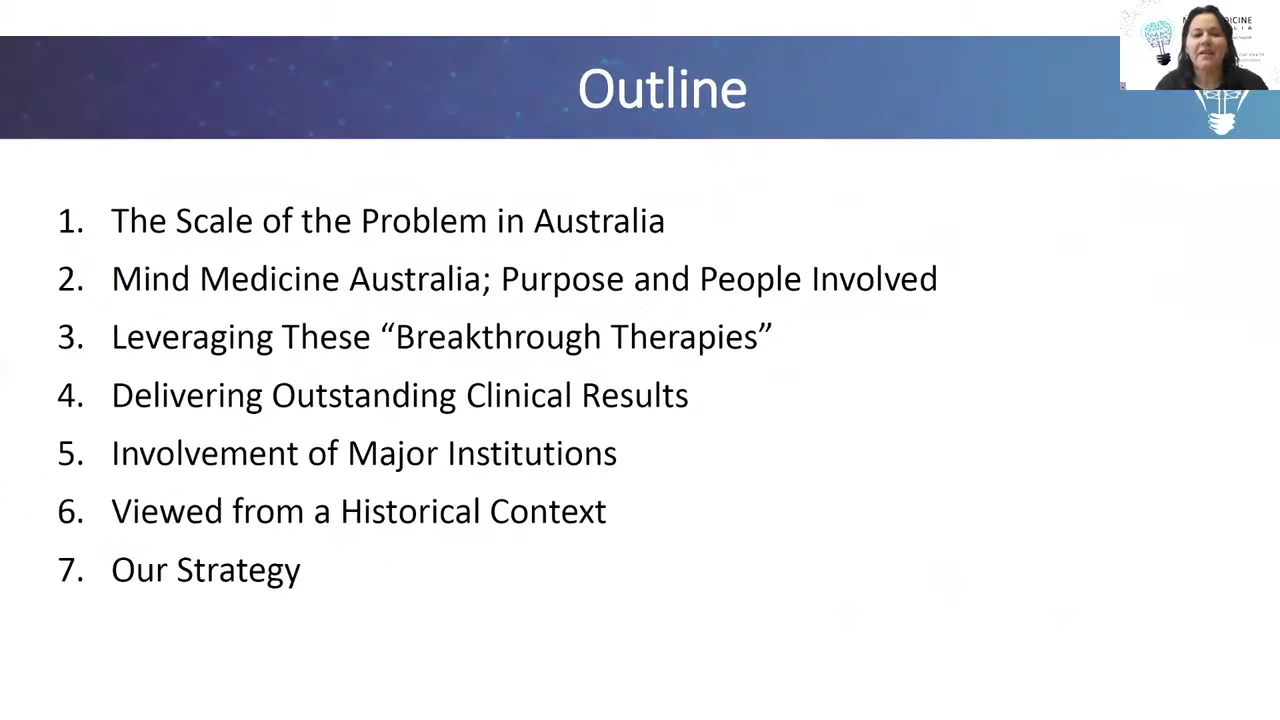 Outline
1. The Scale of the Problem in Australia
2. Mind Medicine Australia; Purpose and People Involved
3. Leveraging These “Breakthrough Therapies”
4. Delivering Outstanding Clinical Results
5. Involvement of Major Institutions
6. Viewed from a Historical Context
7. Our Strategy